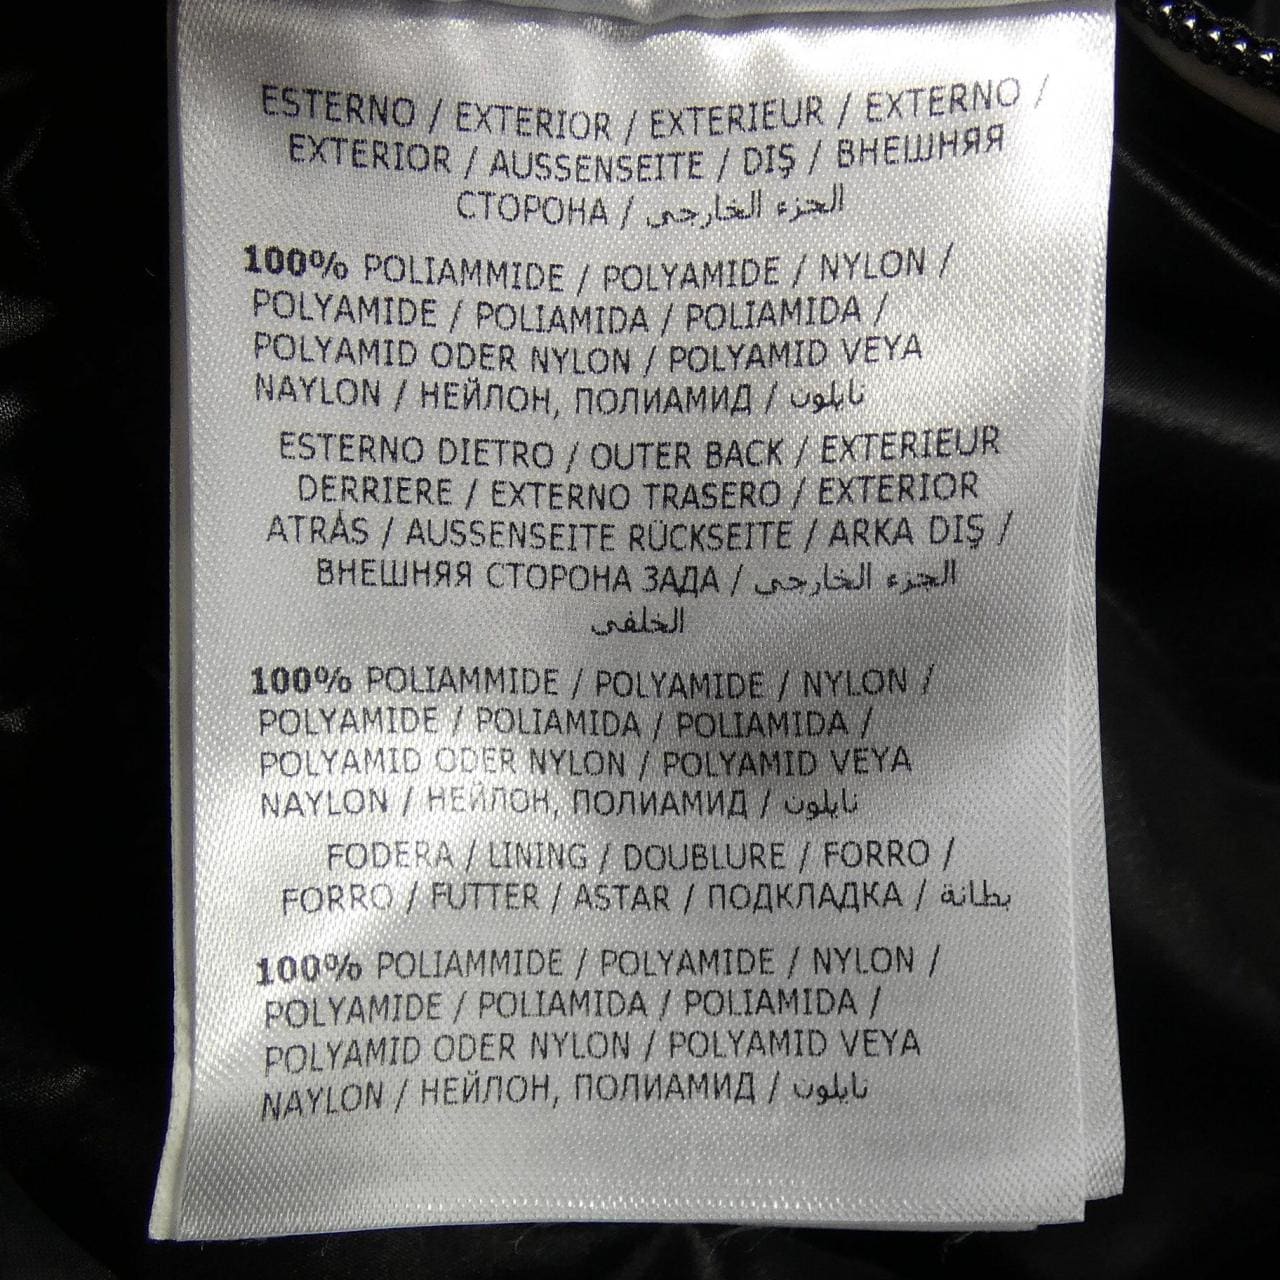 ESTERNO / EXTERIOR / EXTERIEUR / EXTERNO /
EXTERIOR / AUSSENSEITE / DIŞ / ВНЕШНЯЯ
СТОРОНА / الجزء الخارجي
100% POLIAMMIDE / POLYAMIDE / NYLON /
POLYAMIDE / POLIAMIDA / POLIAMIDA /
POLYAMID ODER NYLON / POLYAMID VEYA
NAYLON / НЕЙЛОН, ПОЛИАМИД / نايلون
ESTERNO DIETRO / OUTER BACK / EXTERIEUR
DERRIERE / EXTERNO TRASERO / EXTERIOR
ATRÁS / AUSSENSEITE RÜCKSEITE / ARKA DIŞ /
ВНЕШНЯЯ СТОРОНА ЗАДА / الجزء الخارجي
الخلفي
100% POLIAMMIDE / POLYAMIDE / NYLON /
POLYAMIDE / POLIAMIDA / POLIAMIDA /
POLYAMID ODER NYLON / POLYAMID VEYA
NAYLON / НЕЙЛОН, ПОЛИАМИД / نايلون
FODERA / LINING / DOUBLURE / FORRO /
FORRO / FUTTER / ASTAR / ПОДКЛАДКА / بطانة
100% POLIAMMIDE / POLYAMIDE / NYLON /
POLYAMIDE / POLIAMIDA / POLIAMIDA /
POLYAMID ODER NYLON / POLYAMID VEYA
NAYLON / НЕЙЛОН, ПОЛИАМИД / نايلون